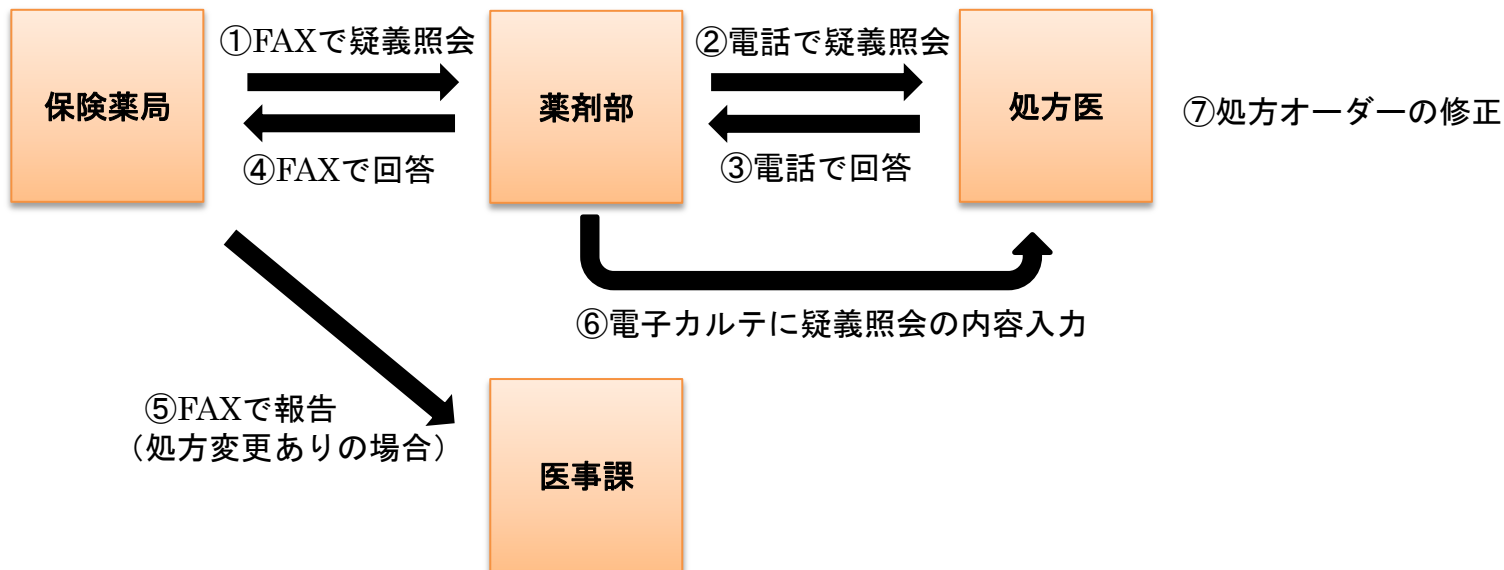 ①FAXで疑義照会
②電話で疑義照会
保険薬局
薬剤部
処方医
⑦処方オーダーの修正
④FAXで回答
③電話で回答
⑥電子カルテに疑義照会の内容入力
⑤FAXで報告
（処方変更ありの場合）
医事課